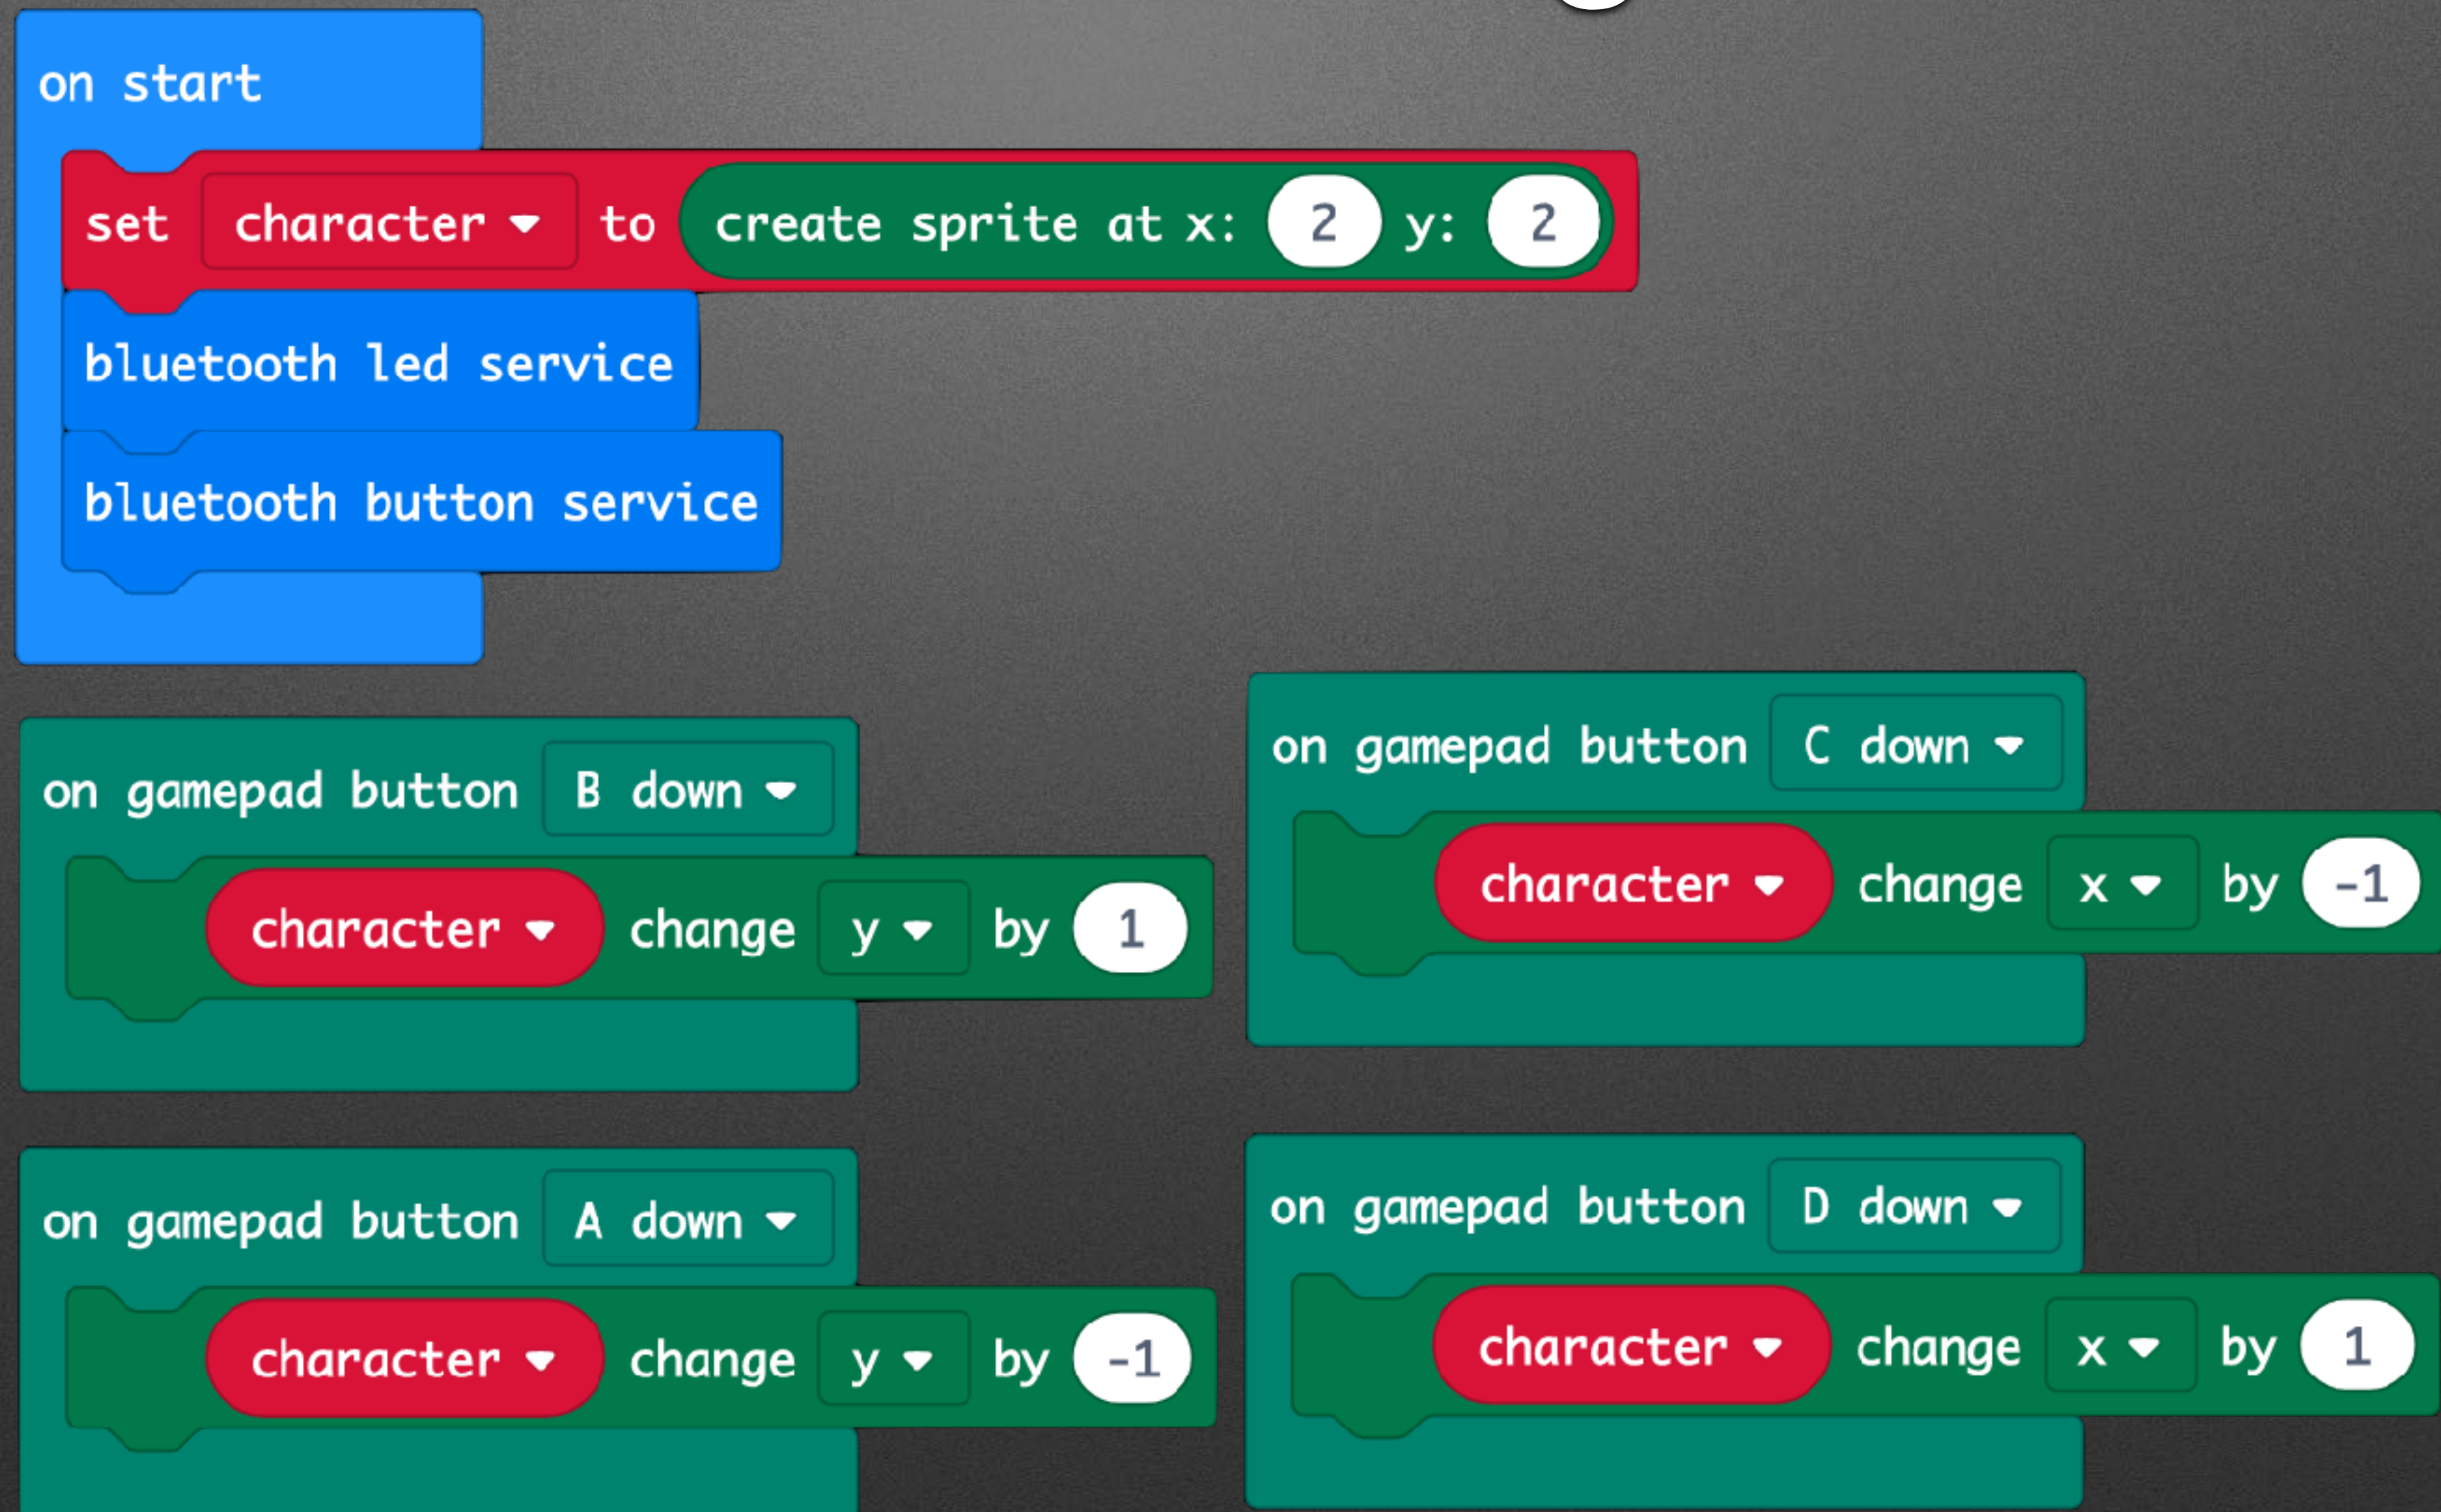 on start
set character to create sprite at x: 2 y: 2
bluetooth led service
bluetooth button service
on gamepad button B down
character change y by 1
on gamepad button C down
character change x by -1
on gamepad button A down
character change y by -1
on gamepad button D down
character change x by 1